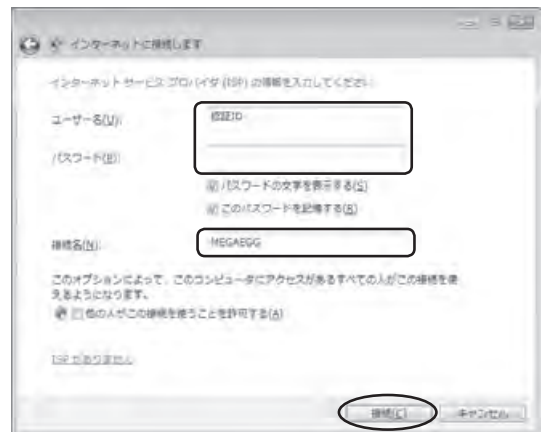 インターネットに接続します
インターネット サービス プロバイダ (ISP) の情報を入力してください
ユーザー名(U):
認証ID
パスワード(P):
パスワードの文字を表示する(S)
このパスワードを記憶する(R)
接続名(N):
MEGAEGG
このオプションによって、このコンピュータにアクセスがあるすべての人がこの接続を使
えるようになります。
他の人がこの接続を使うことを許可する(A)
ISP がありません
接続(C)
キャンセル